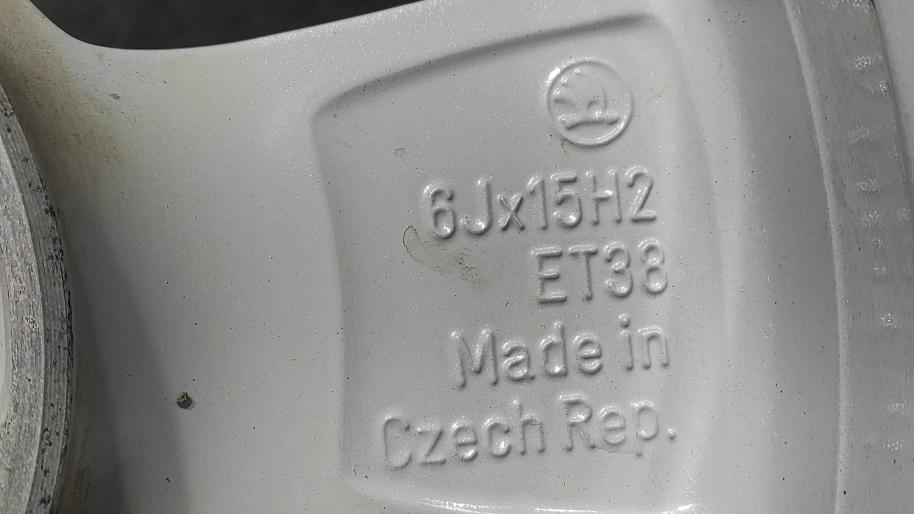 6Jx15H2
ET38
Made in
Czech Rep.